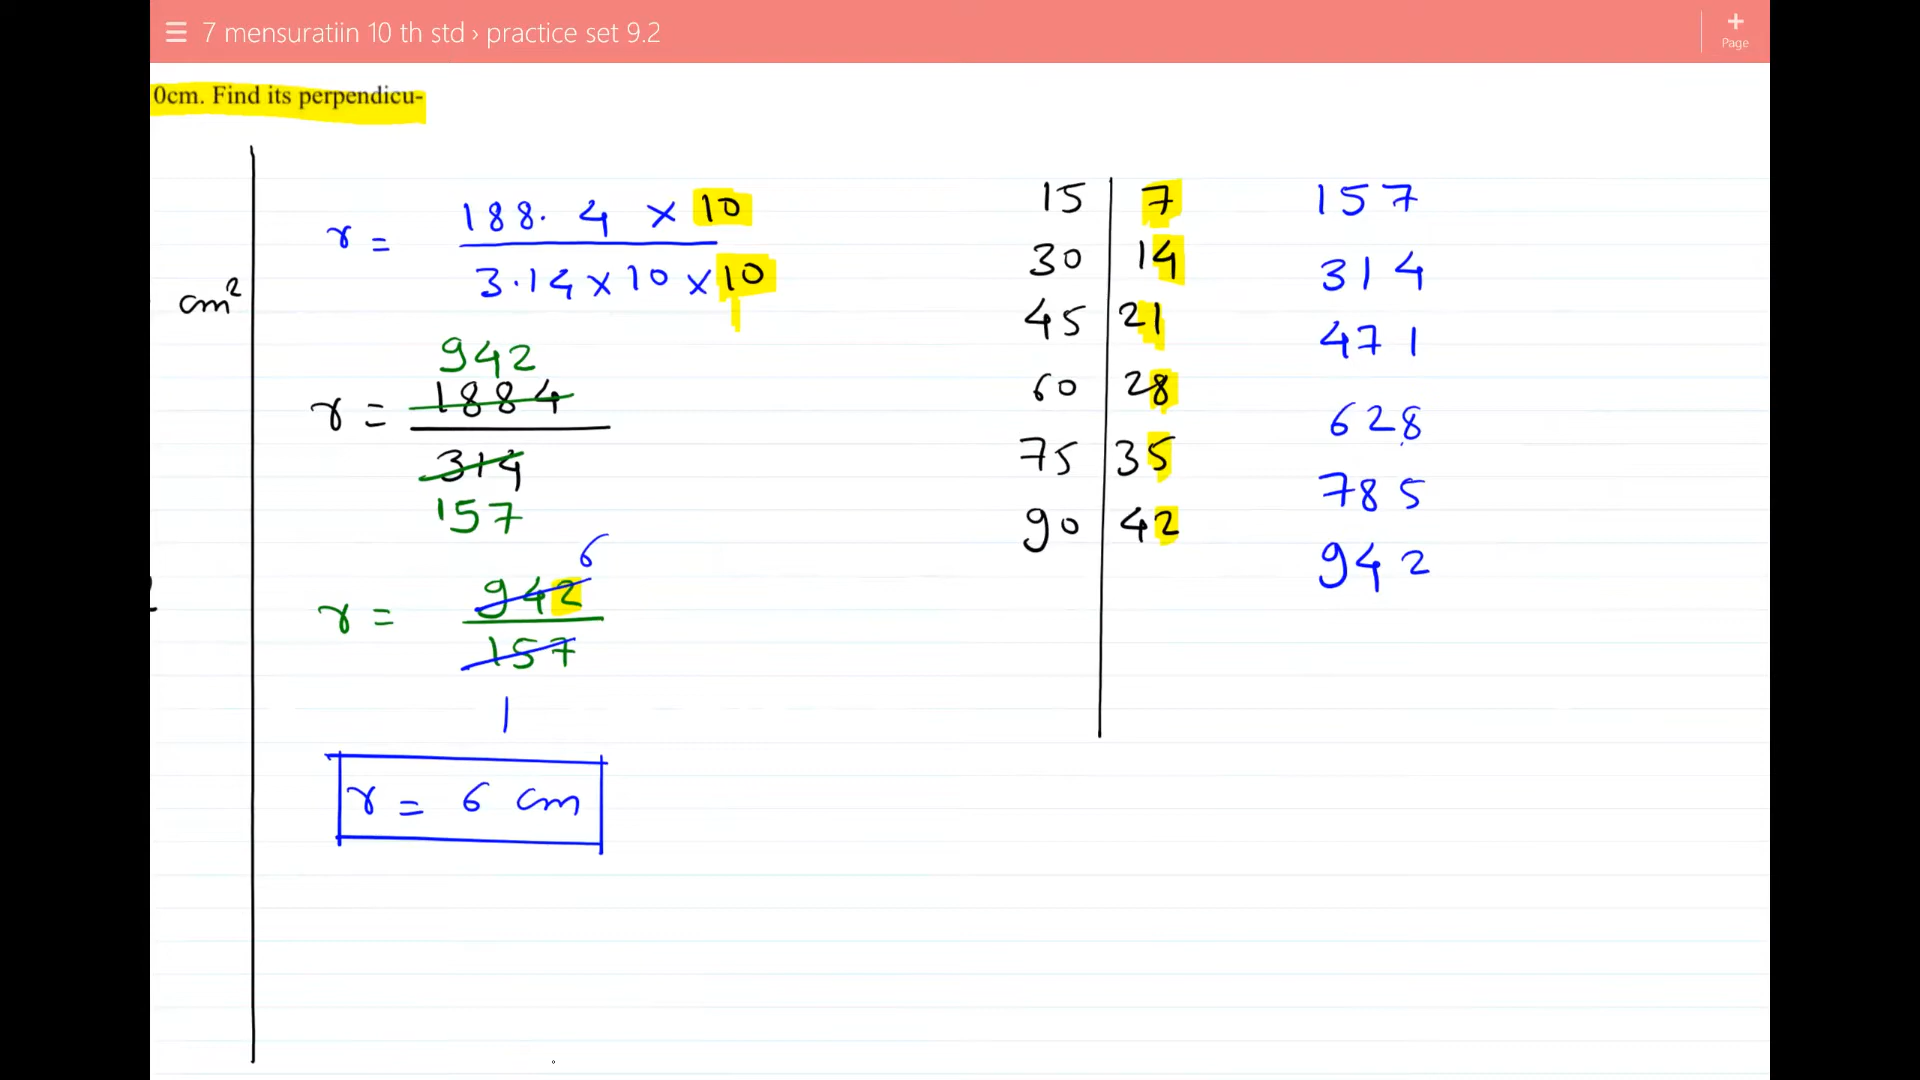 7 mensuratiin 10 th std › practice set 9.2
+
Page
0cm. Find its perpendicu-
cm²
r = 188.4 × 10
3.14 × 10 × 10
942
r = 1884
314
157
6
r = 942
157
1
r = 6 cm
15 7
30 14
45 21
60 28
75 35
90 42
157
314
471
628
785
942